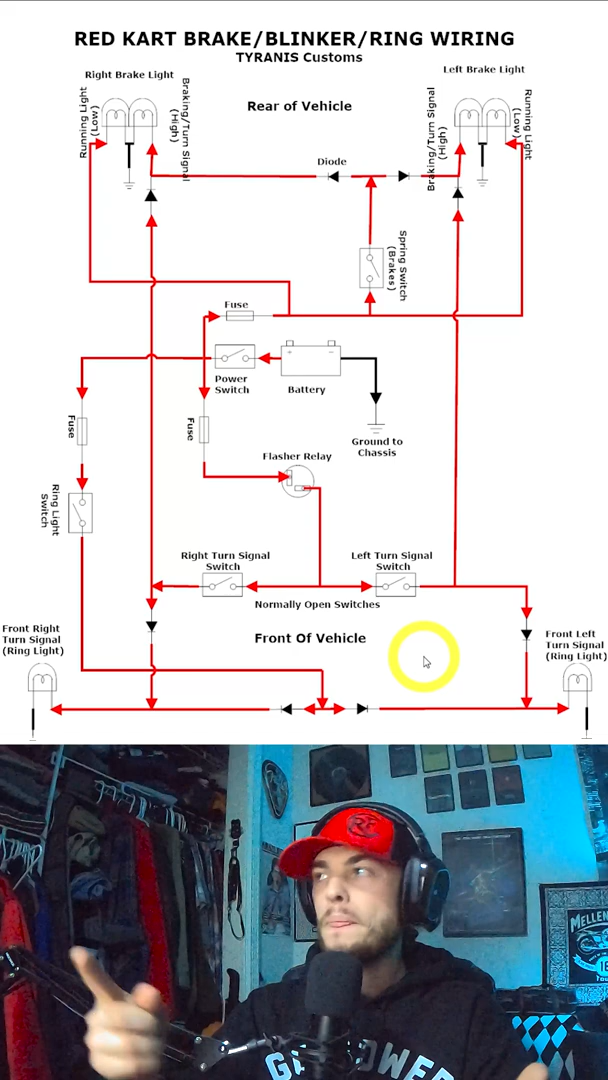 RED KART BRAKE/BLINKER/RING WIRING
TYRANIS Customs
Right Brake Light
Left Brake Light
Rear of Vehicle
Running Light
(Low)
Braking/Turn Signal
(High)
Braking/Turn Signal
(High)
Running Light
(Low)
Diode
Spring Switch
(Brakes)
Fuse
Power
Switch
Battery
Ground to
Chassis
Fuse
Fuse
Flasher Relay
Ring Light
Switch
Right Turn Signal
Switch
Left Turn Signal
Switch
Normally Open Switches
Front Of Vehicle
Front Right
Turn Signal
(Ring Light)
Front Left
Turn Signal
(Ring Light)